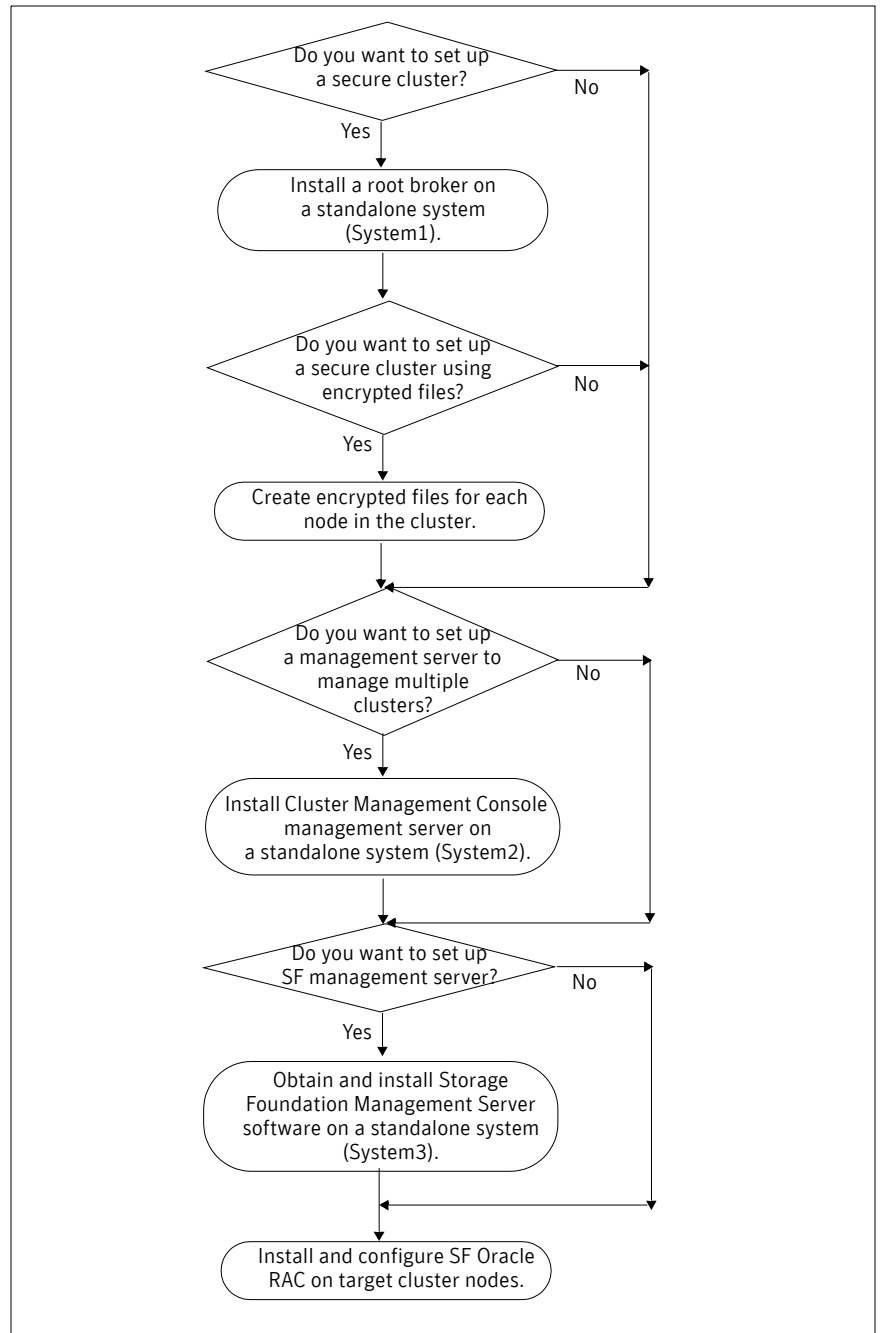 Do you want to set up
a secure cluster?
No
Yes
Install a root broker on
a standalone system
(System1).
Do you want to set up
a secure cluster using
encrypted files?
No
Yes
Create encrypted files for each
node in the cluster.
Do you want to set up
a management server to
manage multiple
clusters?
No
Yes
Install Cluster Management Console
management server on
a standalone system (System2).
Do you want to set up
SF management server?
No
Yes
Obtain and install Storage
Foundation Management Server
software on a standalone system
(System3).
Install and configure SF Oracle
RAC on target cluster nodes.